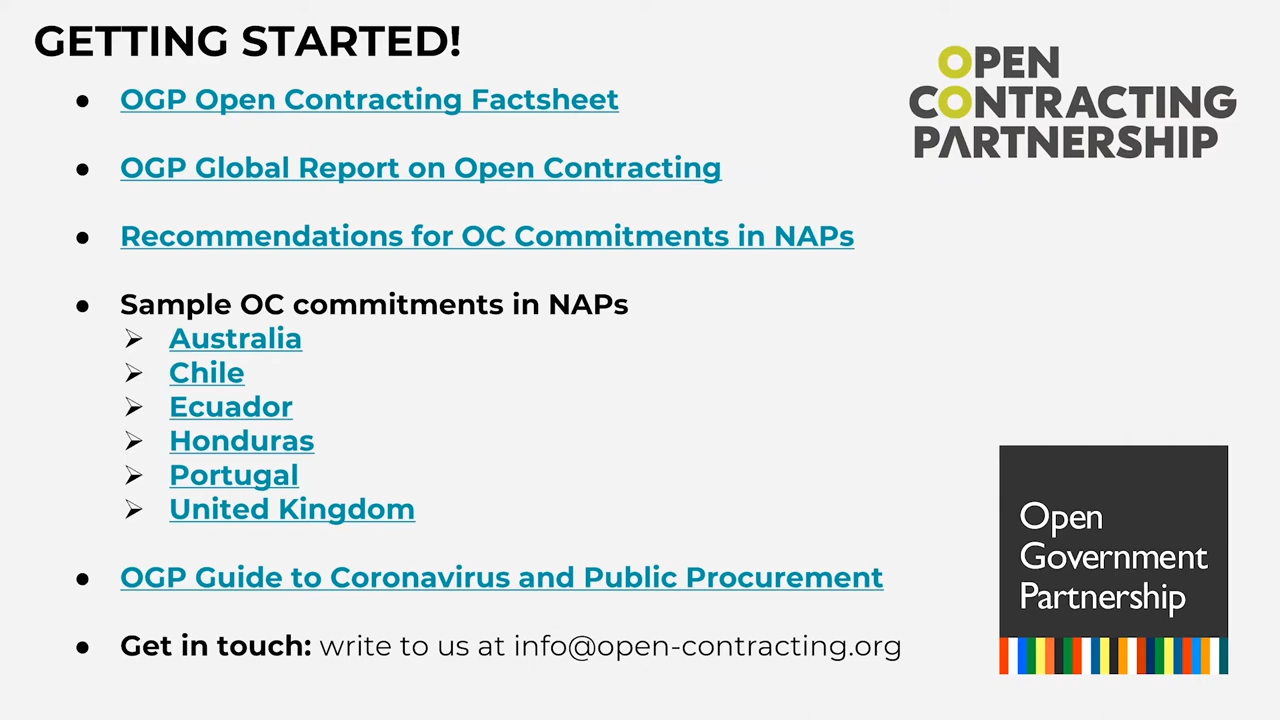 GETTING STARTED!
● OGP Open Contracting Factsheet
● OGP Global Report on Open Contracting
● Recommendations for OC Commitments in NAPs
● Sample OC commitments in NAPs
➢ Australia
➢ Chile
➢ Ecuador
➢ Honduras
➢ Portugal
➢ United Kingdom
● OGP Guide to Coronavirus and Public Procurement
● Get in touch: write to us at info@open-contracting.org
OPEN
CONTRACTING
PARTNERSHIP
Open
Government
Partnership